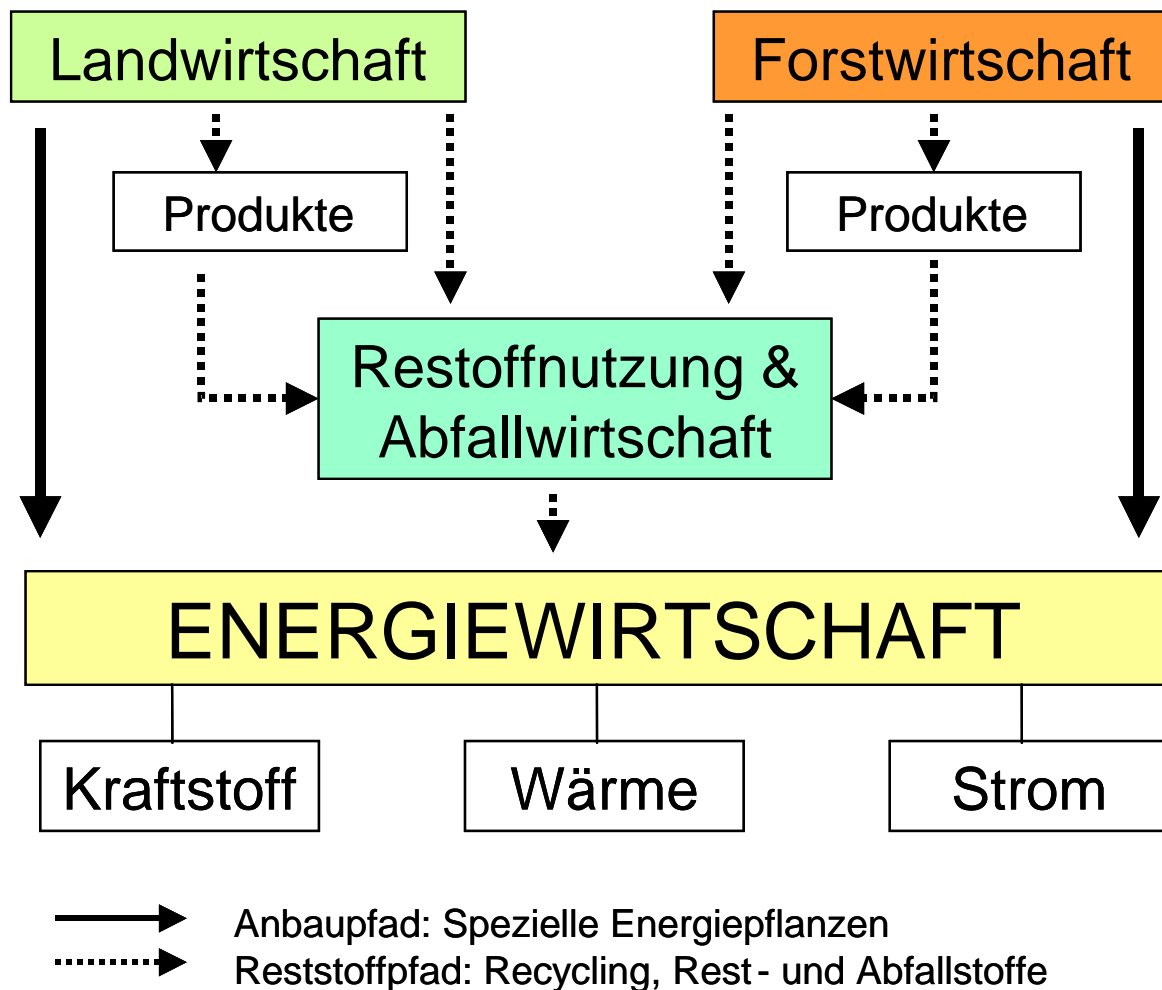 Landwirtschaft
Forstwirtschaft
Produkte
Produkte
Restoffnutzung &
Abfallwirtschaft
ENERGIEWIRTSCHAFT
Kraftstoff
Wärme
Strom
Anbaupfad: Spezielle Energiepflanzen
Reststoffpfad: Recycling, Rest- und Abfallstoffe